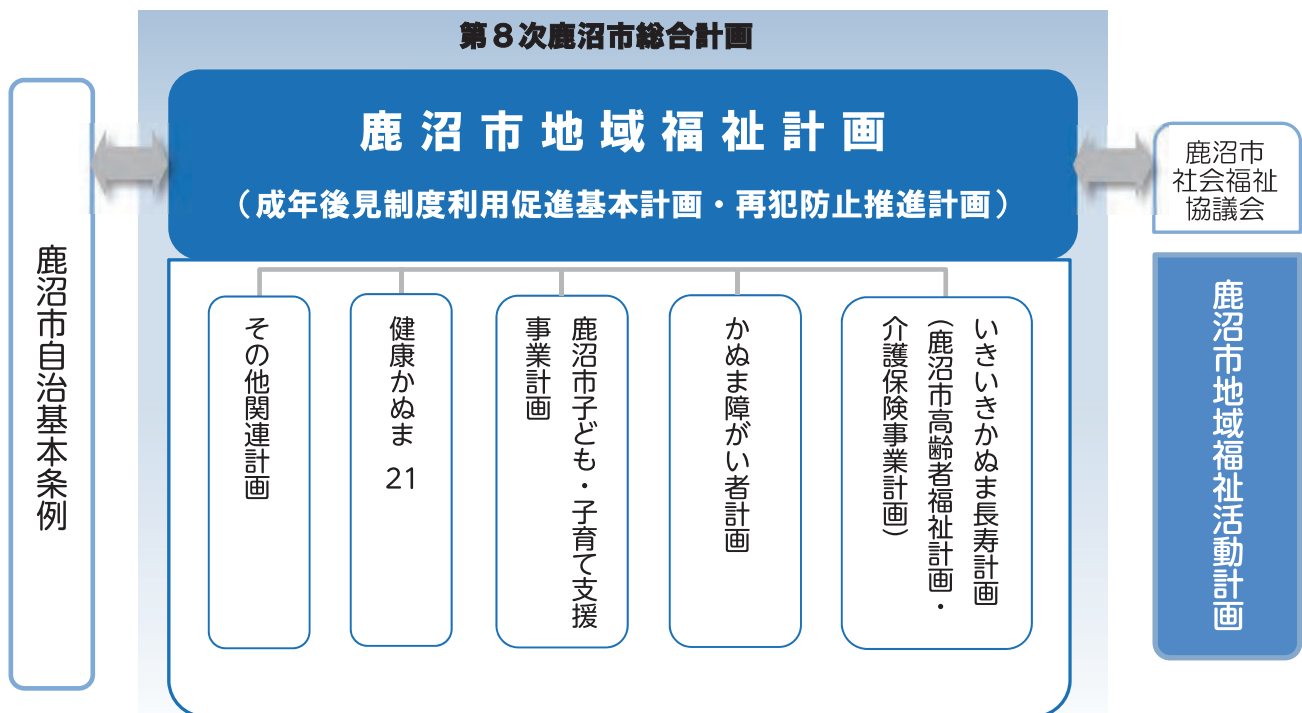 第８次鹿沼市総合計画
鹿沼市地域福祉計画
（成年後見制度利用促進基本計画・再犯防止推進計画）
鹿沼市自治基本条例
その他関連計画
健康かぬま 21
鹿沼市子ども・子育て支援
事業計画
かぬま障がい者計画
いきいきかぬま長寿計画
（鹿沼市高齢者福祉計画・
介護保険事業計画）
鹿沼市
社会福祉
協議会
鹿沼市地域福祉活動計画